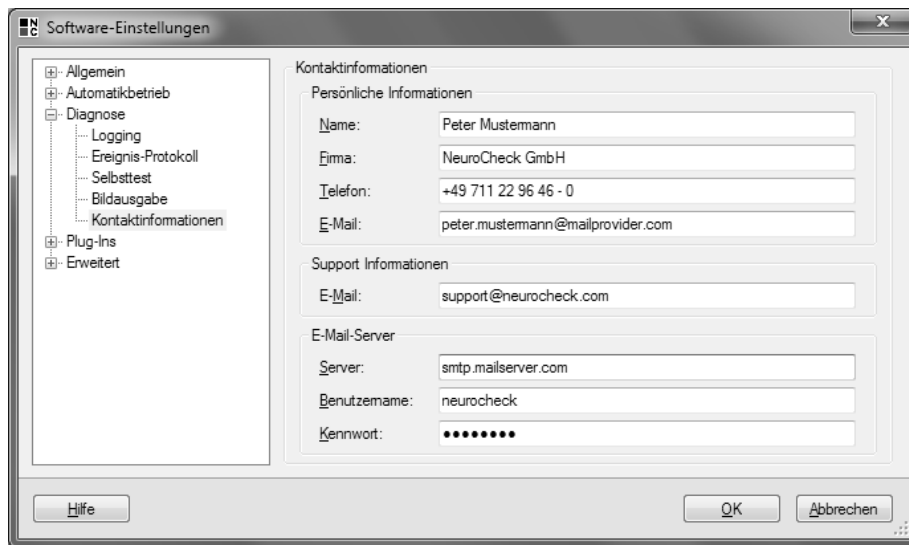 NC Software-Einstellungen
Allgemein
Automatikbetrieb
Diagnose
Logging
Ereignis-Protokoll
Selbsttest
Bildausgabe
Kontaktinformationen
Plug-Ins
Erweitert
Kontaktinformationen
Persönliche Informationen
Name: Peter Mustermann
Firma: NeuroCheck GmbH
Telefon: +49 711 22 96 46 - 0
E-Mail: peter.mustermann@mailprovider.com
Support Informationen
E-Mail: support@neurocheck.com
E-Mail-Server
Server: smtp.mailserver.com
Benutzername: neurocheck
Kennwort: ●●●●●●●●
Hilfe OK Abbrechen